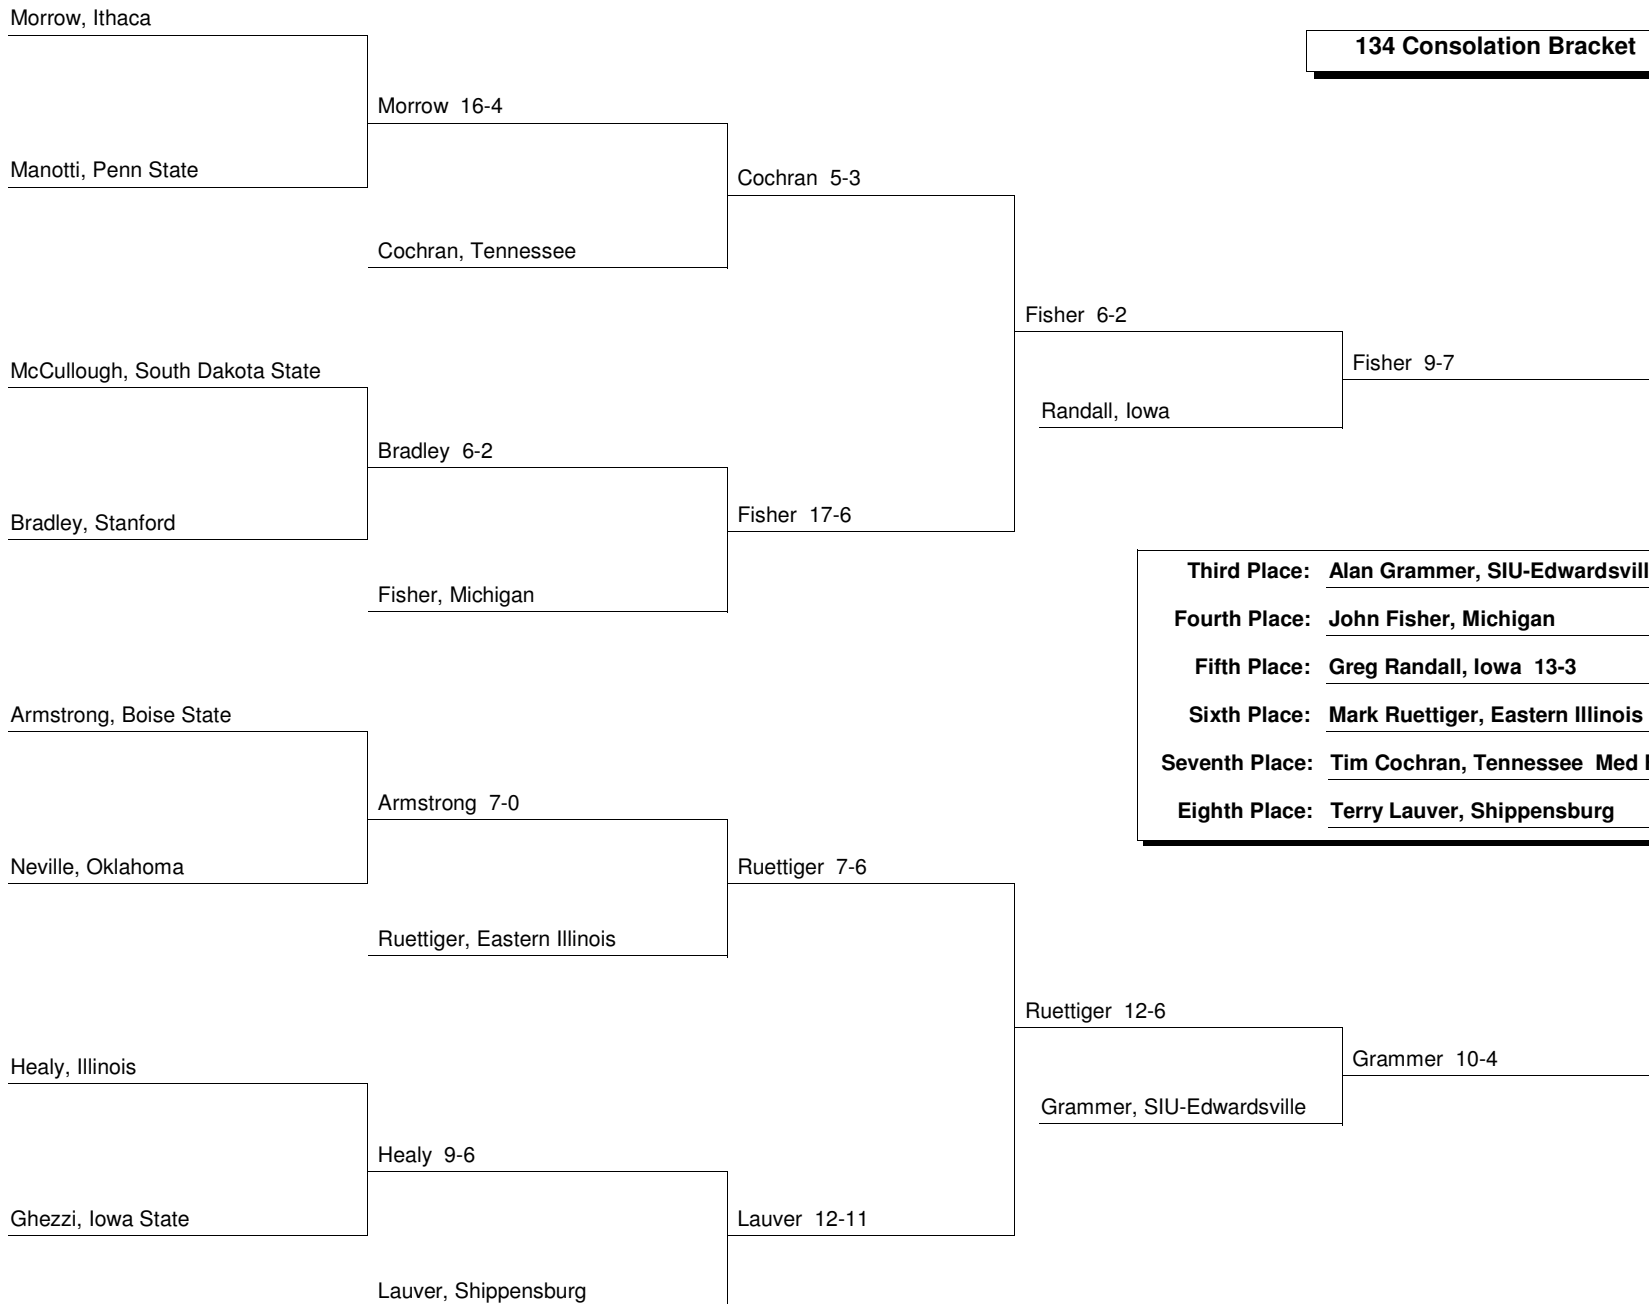 Morrow, Ithaca
134 Consolation Bracket
Morrow 16-4
Manotti, Penn State
Cochran 5-3
Cochran, Tennessee
Fisher 6-2
McCullough, South Dakota State
Fisher 9-7
Randall, Iowa
Bradley 6-2
Bradley, Stanford
Fisher 17-6
Fisher, Michigan
Third Place: Alan Grammer, SIU-Edwardsvill
Fourth Place: John Fisher, Michigan
Fifth Place: Greg Randall, Iowa 13-3
Sixth Place: Mark Ruettiger, Eastern Illinois
Seventh Place: Tim Cochran, Tennessee Med
Eighth Place: Terry Lauver, Shippensburg
Armstrong, Boise State
Armstrong 7-0
Neville, Oklahoma
Ruettiger 7-6
Ruettiger, Eastern Illinois
Ruettiger 12-6
Healy, Illinois
Grammer 10-4
Grammer, SIU-Edwardsville
Healy 9-6
Ghezzi, Iowa State
Lauver 12-11
Lauver, Shippensburg